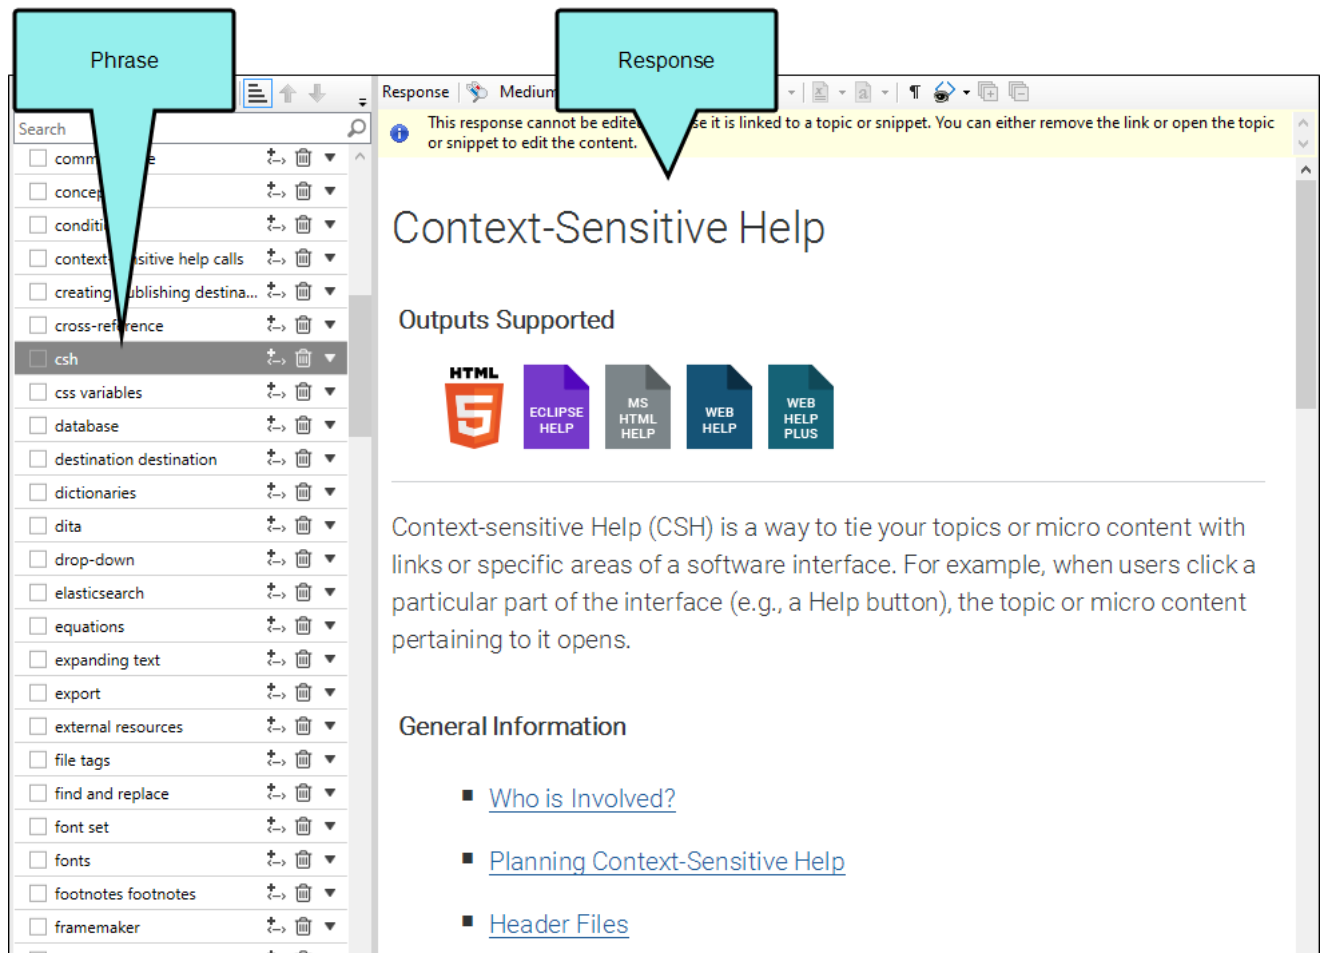 Phrase
Response
Response
Medium
Search
This response cannot be edite se it is linked to a topic or snippet. You can either remove the link or open the topic
or snippet to edit the content.
comm e
concep
conditi
context- nsitive help calls
creating publishing destina...
cross-reference
csh
css variables
database
destination destination
dictionaries
dita
drop-down
elasticsearch
equations
expanding text
export
external resources
file tags
find and replace
font set
fonts
footnotes footnotes
framemaker
Context-Sensitive Help
Outputs Supported
HTML
5
ECLIPSE
HELP
MS
HTML
HELP
WEB
HELP
WEB
HELP
PLUS
Context-sensitive Help (CSH) is a way to tie your topics or micro content with
links or specific areas of a software interface. For example, when users click a
particular part of the interface (e.g., a Help button), the topic or micro content
pertaining to it opens.
General Information
Who is Involved?
Planning Context-Sensitive Help
Header Files